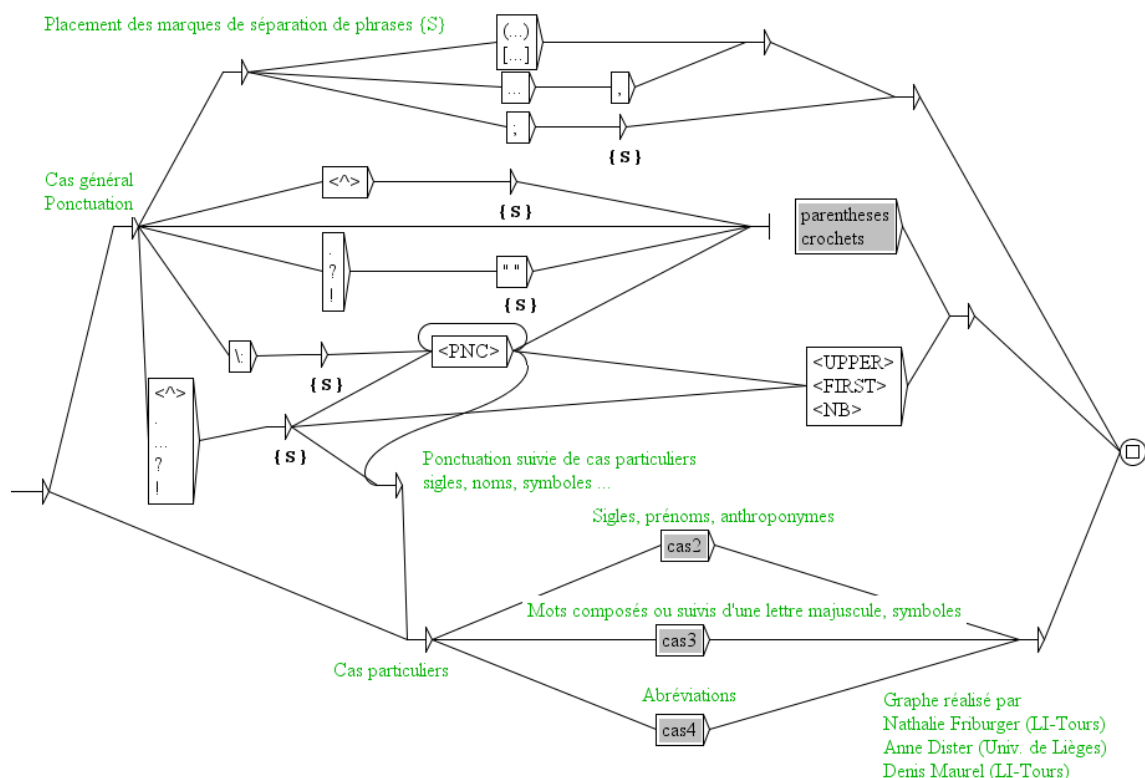 Placement des marques de séparation de phrases {S}
(...)
[...]
...
,
;
{S}
Cas général
Ponctuation
<^>
{S}
.
?
!
" "
{S}
parentheses
crochets
\:
{S}
<PNC>
<UPPER>
<FIRST>
<NB>
<^>
.
...
?
!
{S}
Ponctuation suivie de cas particuliers
sigles, noms, symboles ...
Sigles, prénoms, anthroponymes
cas2
Mots composés ou suivis d'une lettre majuscule, symboles
cas3
Cas particuliers
Abréviations
cas4
Graphe réalisé par
Nathalie Friburger (LI-Tours)
Anne Dister (Univ. de Lièges)
Denis Maurel (LI-Tours)